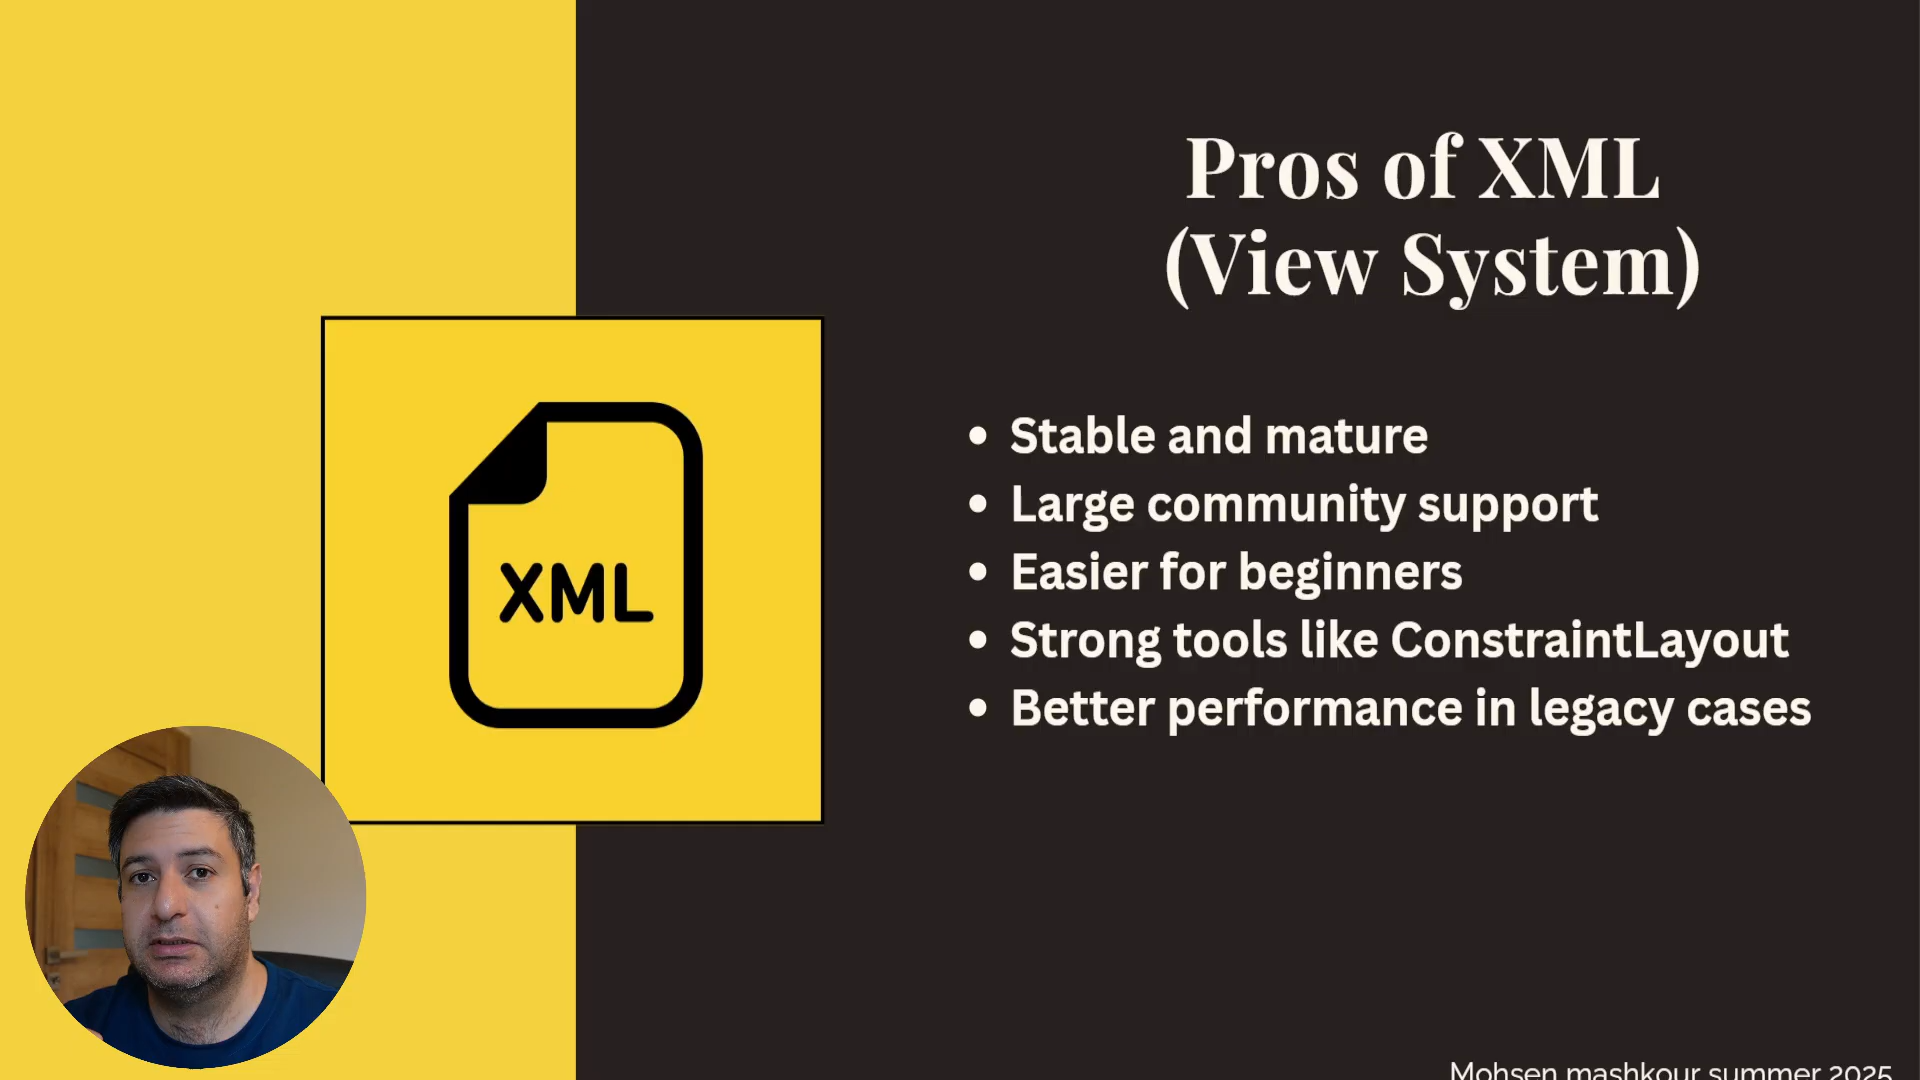 Pros of XML
(View System)
XML
• Stable and mature
• Large community support
• Easier for beginners
• Strong tools like ConstraintLayout
• Better performance in legacy cases
Mohsen mashkour summer 2025